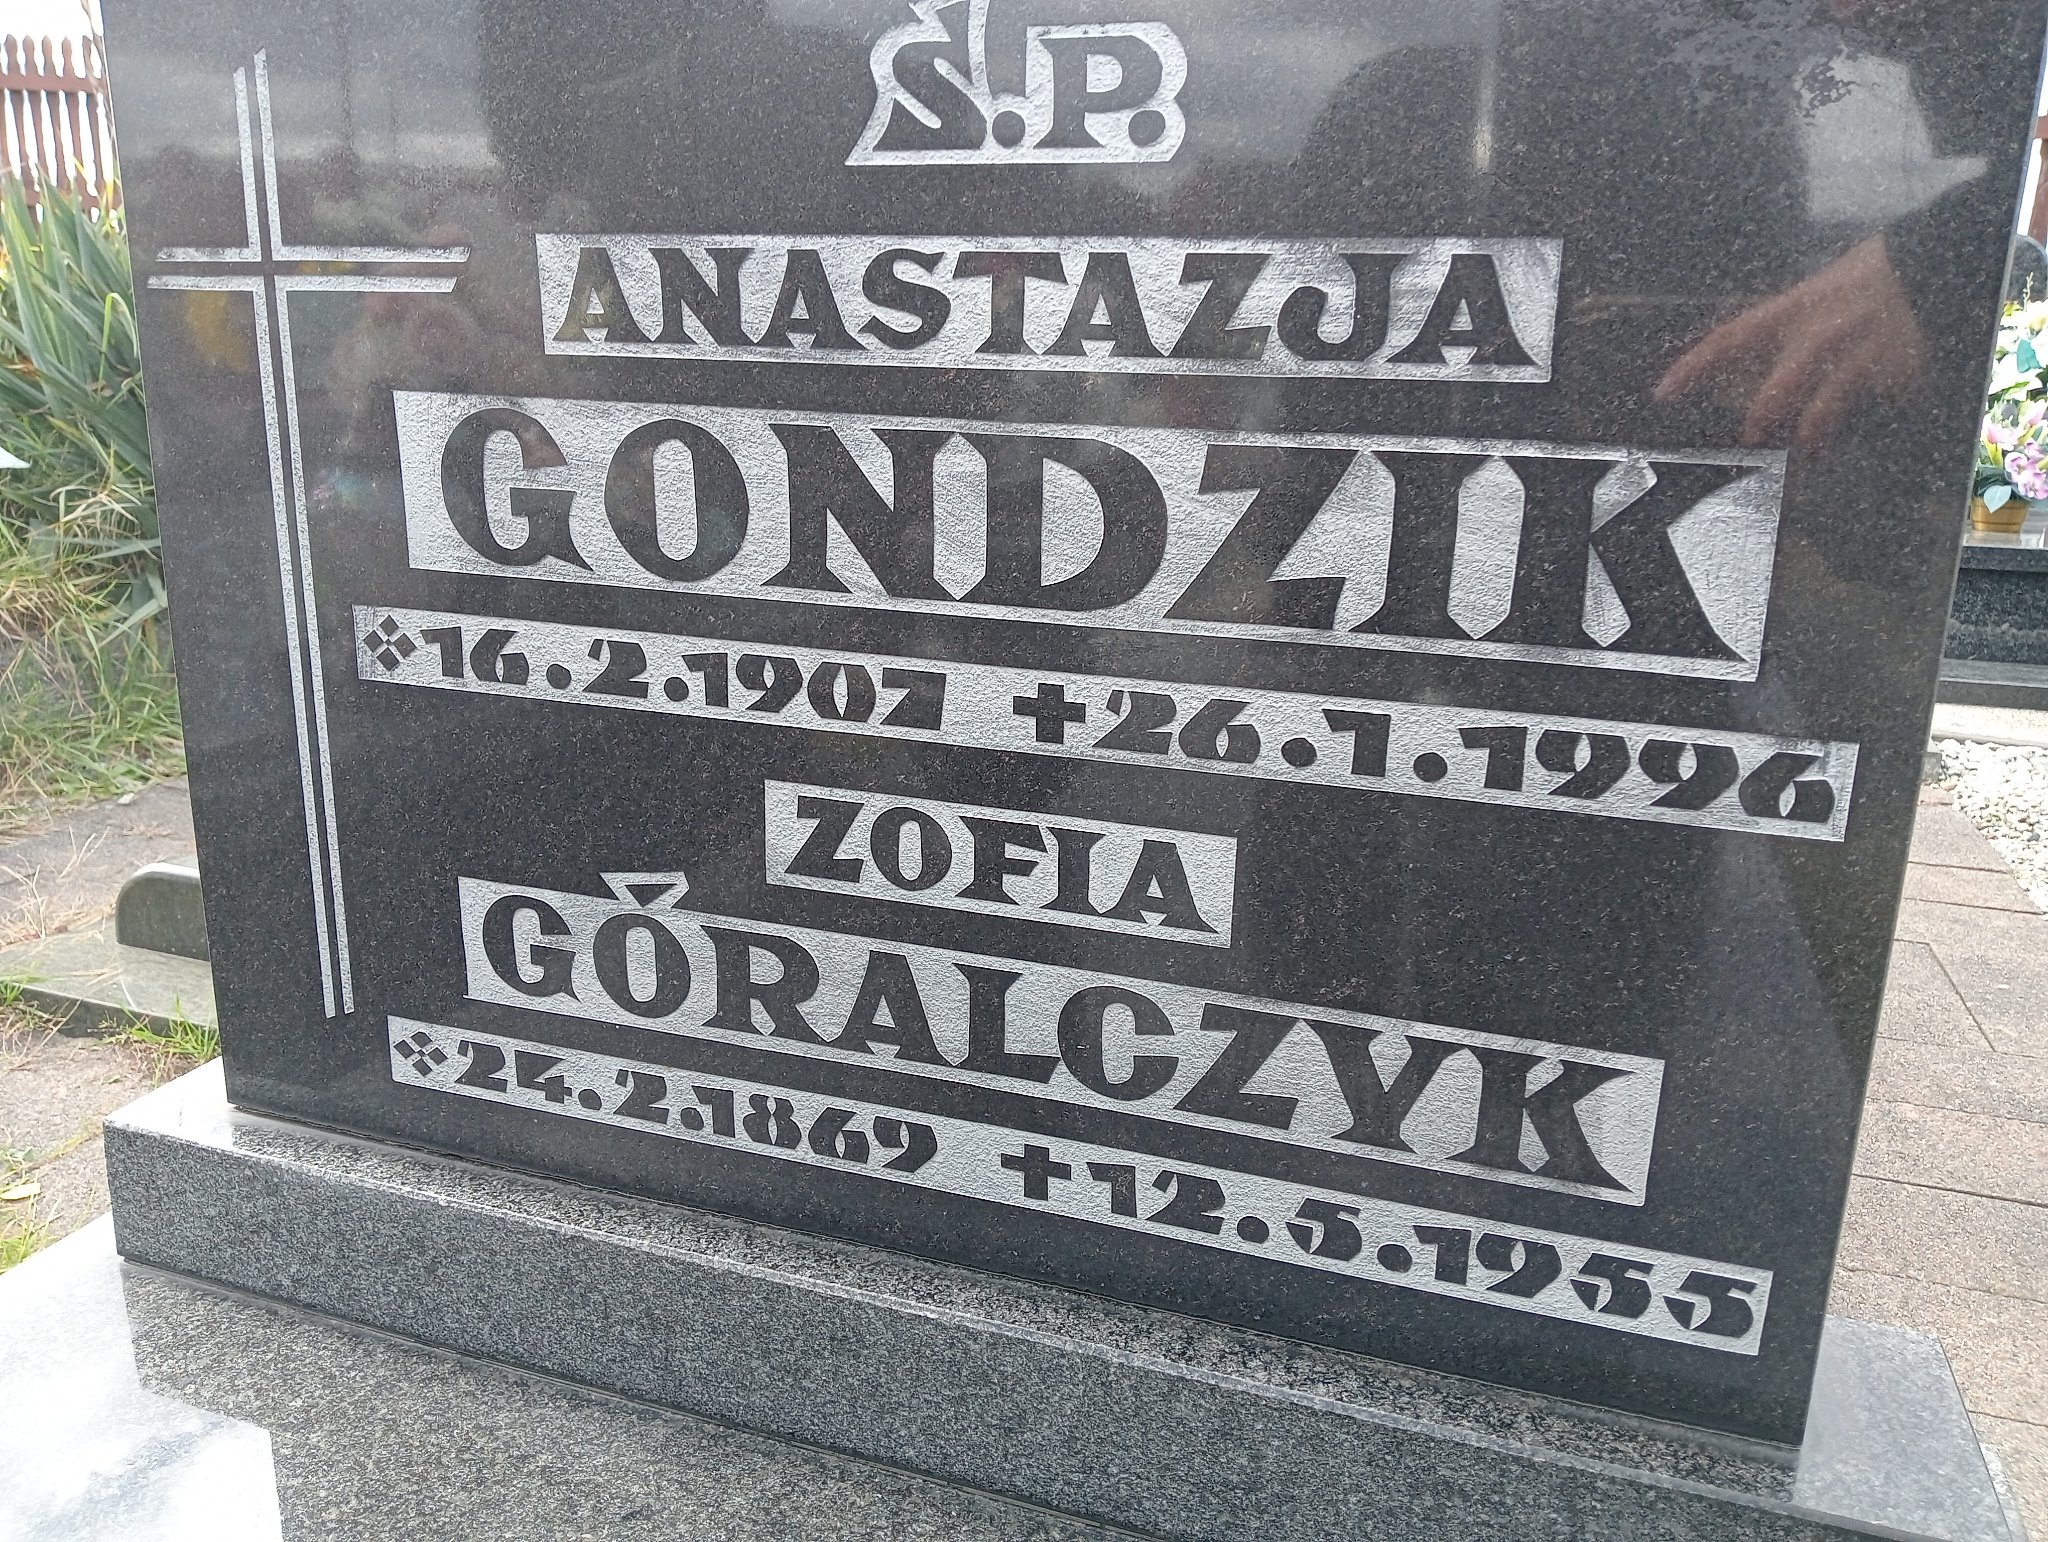 Ś.P.
ANASTAZJA
GONDZIK
16.2.1907 +26.1.1996
ZOFIA
GÓRALCZYK
24.2.1869 +12.5.1955